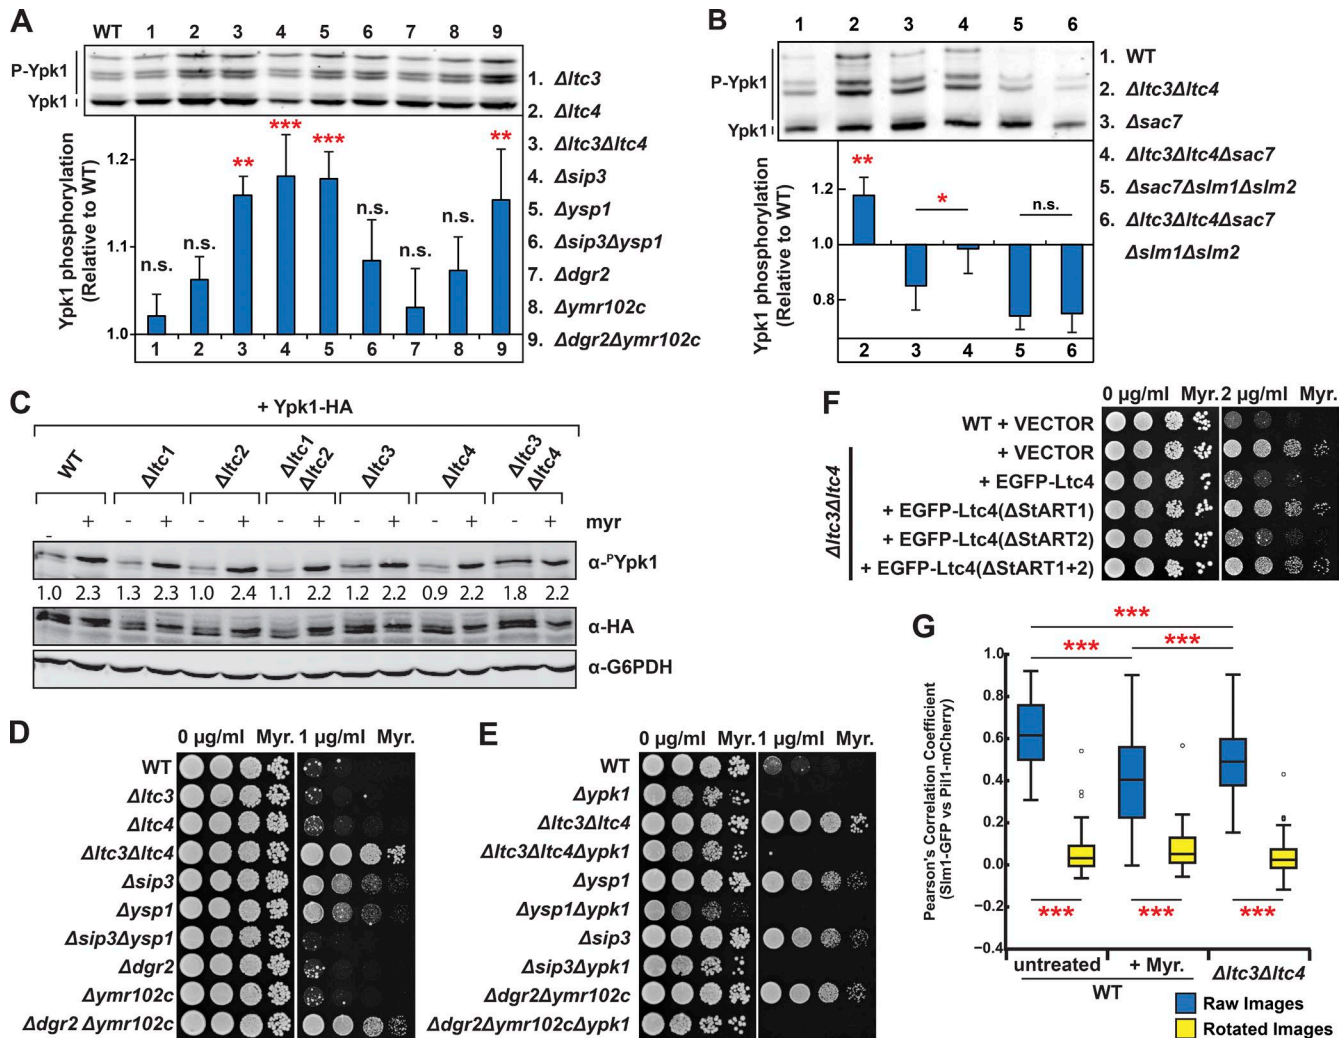 A
WT 1 2 3 4 5 6 7 8 9
P-Ypk1
Ypk1
1. Δltc3
2. Δltc4
3. Δltc3Δltc4
4. Δsip3
5. Δysp1
6. Δsip3Δysp1
7. Δdgr2
8. Δymr102c
9. Δdgr2Δymr102c
Ypk1 phosphorylation
(Relative to WT)
1.2
1.1
1.0
n.s. n.s. ** *** *** n.s. n.s. n.s. **
1 2 3 4 5 6 7 8 9
B
1 2 3 4 5 6
P-Ypk1
Ypk1
1. WT
2. Δltc3Δltc4
3. Δsac7
4. Δltc3Δltc4Δsac7
5. Δsac7Δslm1Δslm2
6. Δltc3Δltc4Δsac7
Δslm1Δslm2
Ypk1 phosphorylation
(Relative to WT)
1.2
1.0
0.8
** * n.s.
2 3 4 5 6
C
+ Ypk1-HA
WT Δltc1 Δltc2 Δltc1 Δltc2 Δltc3 Δltc4 Δltc3 Δltc4
- + - + - + - + - + - + - + myr
α-ᴾYpk1
1.0 2.3 1.3 2.3 1.0 2.4 1.1 2.2 1.2 2.2 0.9 2.2 1.8 2.2
α-HA
α-G6PDH
D
0 μg/ml Myr. 1 μg/ml Myr.
WT
Δltc3
Δltc4
Δltc3Δltc4
Δsip3
Δysp1
Δsip3Δysp1
Δdgr2
Δymr102c
Δdgr2 Δymr102c
E
0 μg/ml Myr. 1 μg/ml Myr.
WT
Δypk1
Δltc3Δltc4
Δltc3Δltc4Δypk1
Δysp1
Δysp1Δypk1
Δsip3
Δsip3Δypk1
Δdgr2Δymr102c
Δdgr2Δymr102cΔypk1
F
0 μg/ml Myr. 2 μg/ml Myr.
WT + VECTOR
Δltc3Δltc4
+ VECTOR
+ EGFP-Ltc4
+ EGFP-Ltc4(ΔStART1)
+ EGFP-Ltc4(ΔStART2)
+ EGFP-Ltc4(ΔStART1+2)
G
Pearson's Correlation Coefficient
(Slm1-GFP vs Pil1-mCherry)
1.0
0.8
0.6
0.4
0.2
0.0
−0.2
−0.4
***
*** ***
*** *** ***
untreated + Myr. Δltc3Δltc4
WT
Raw Images
Rotated Images